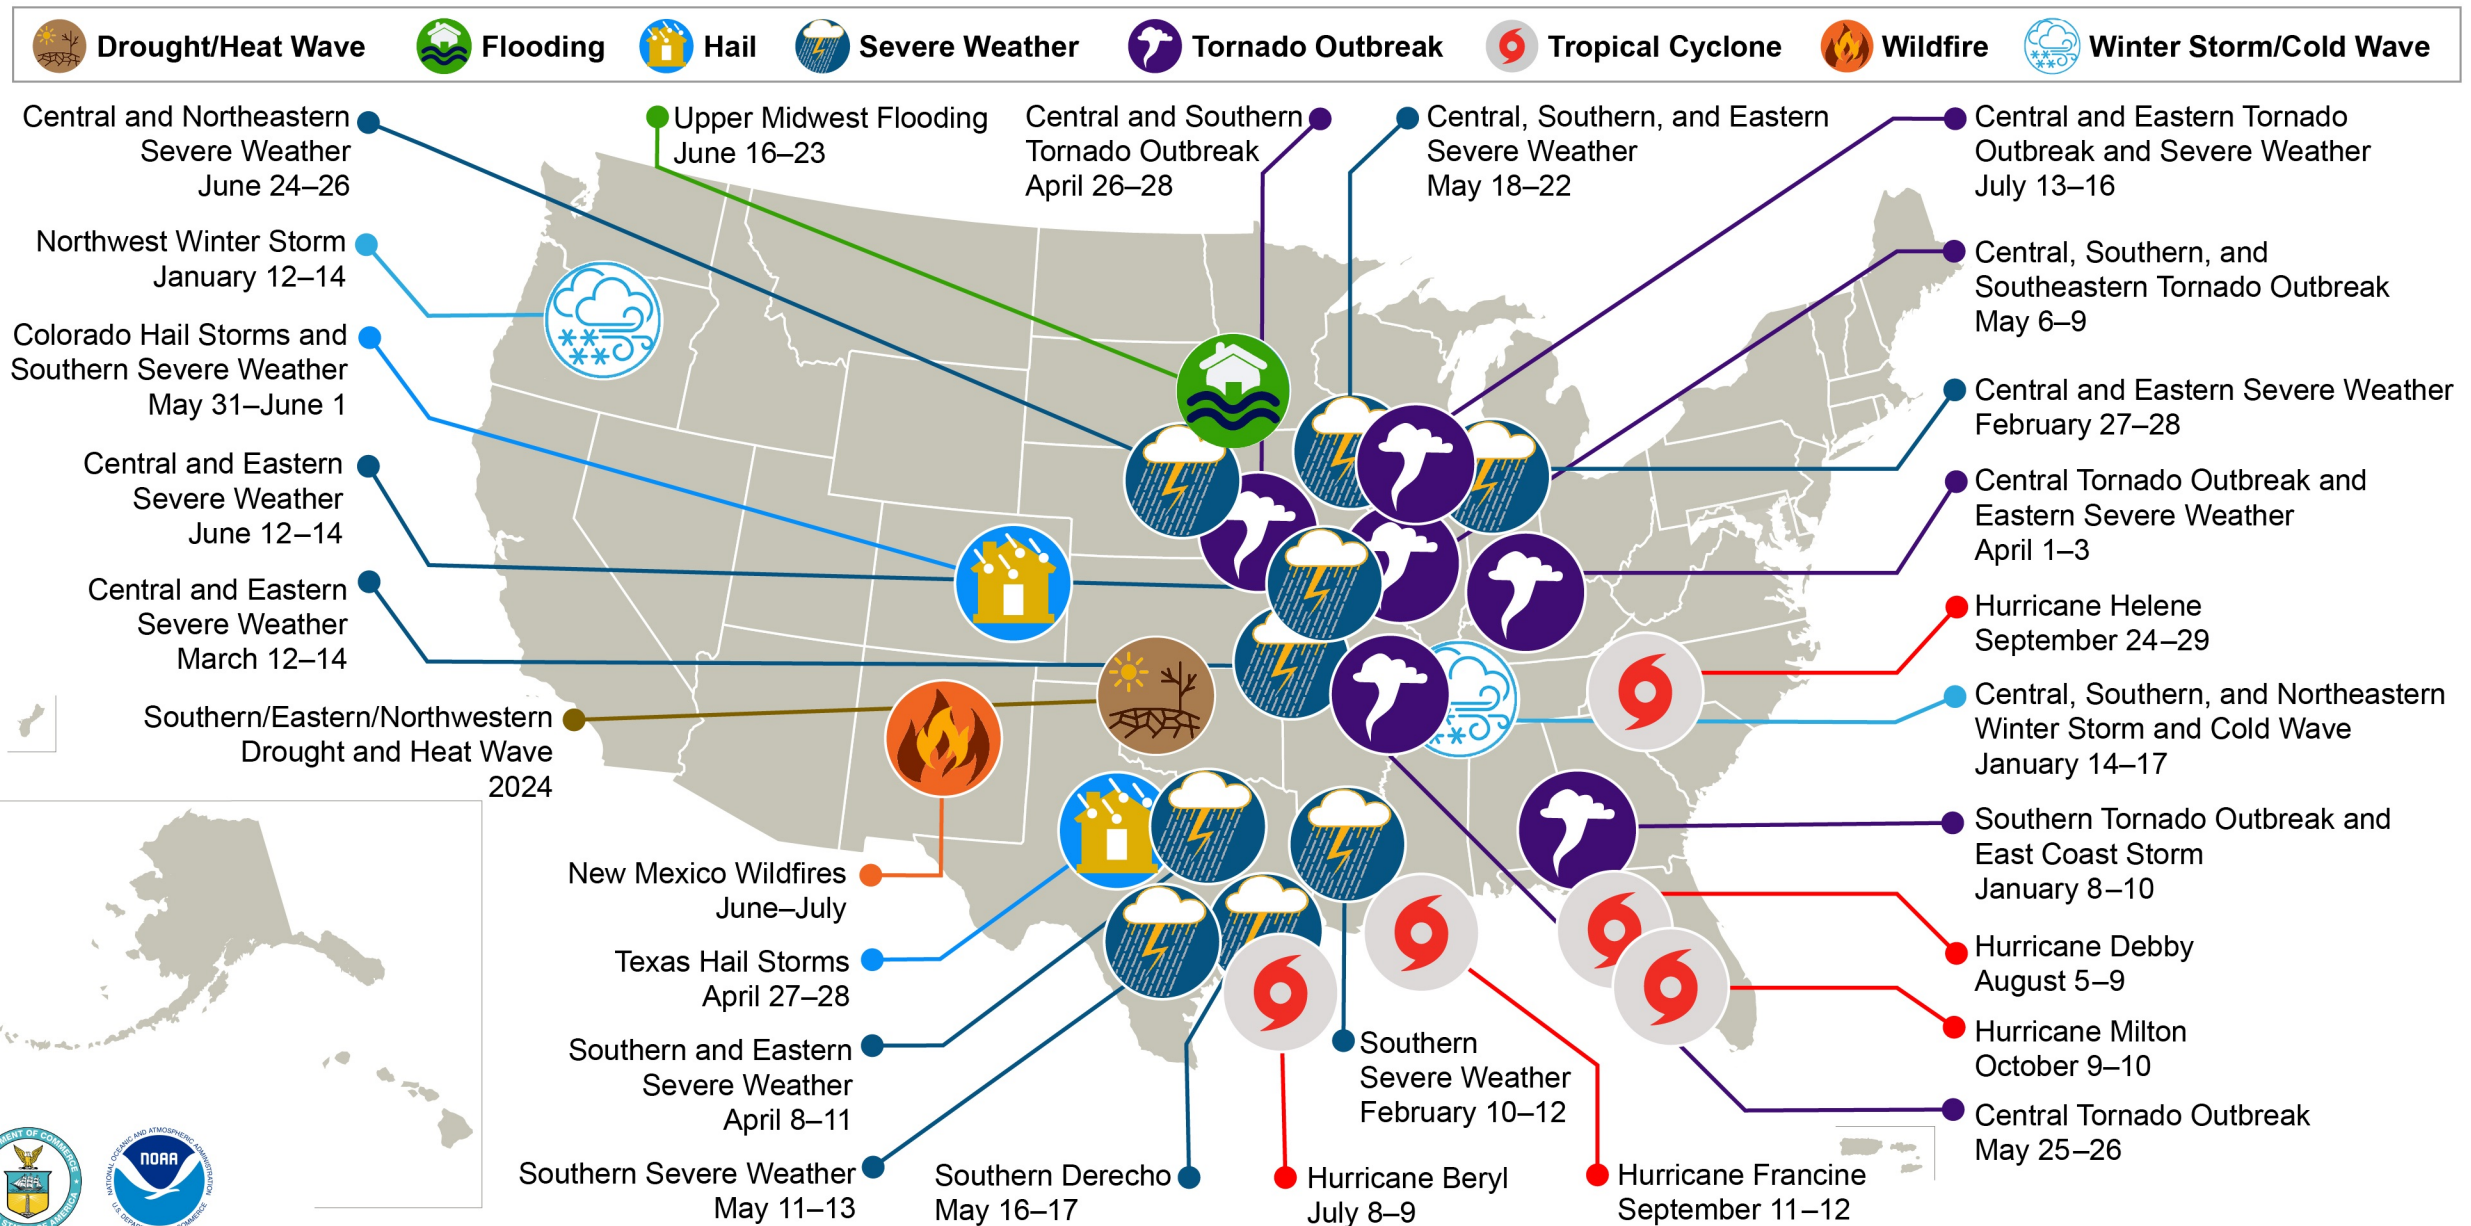 Drought/Heat Wave
Flooding
Hail
Severe Weather
Tornado Outbreak
Tropical Cyclone
Wildfire
Winter Storm/Cold Wave
Central and Northeastern
Severe Weather
June 24–26
Northwest Winter Storm
January 12–14
Colorado Hail Storms and
Southern Severe Weather
May 31–June 1
Central and Eastern
Severe Weather
June 12–14
Central and Eastern
Severe Weather
March 12–14
Southern/Eastern/Northwestern
Drought and Heat Wave
2024
New Mexico Wildfires
June–July
Texas Hail Storms
April 27–28
Southern and Eastern
Severe Weather
April 8–11
Southern Severe Weather
May 11–13
Southern Derecho
May 16–17
Hurricane Beryl
July 8–9
Southern
Severe Weather
February 10–12
Hurricane Francine
September 11–12
Upper Midwest Flooding
June 16–23
Central and Southern
Tornado Outbreak
April 26–28
Central, Southern, and Eastern
Severe Weather
May 18–22
Central and Eastern Tornado
Outbreak and Severe Weather
July 13–16
Central, Southern, and
Southeastern Tornado Outbreak
May 6–9
Central and Eastern Severe Weather
February 27–28
Central Tornado Outbreak and
Eastern Severe Weather
April 1–3
Hurricane Helene
September 24–29
Central, Southern, and Northeastern
Winter Storm and Cold Wave
January 14–17
Southern Tornado Outbreak and
East Coast Storm
January 8–10
Hurricane Debby
August 5–9
Hurricane Milton
October 9–10
Central Tornado Outbreak
May 25–26
NOAA
NATIONAL OCEANIC AND ATMOSPHERIC ADMINISTRATION